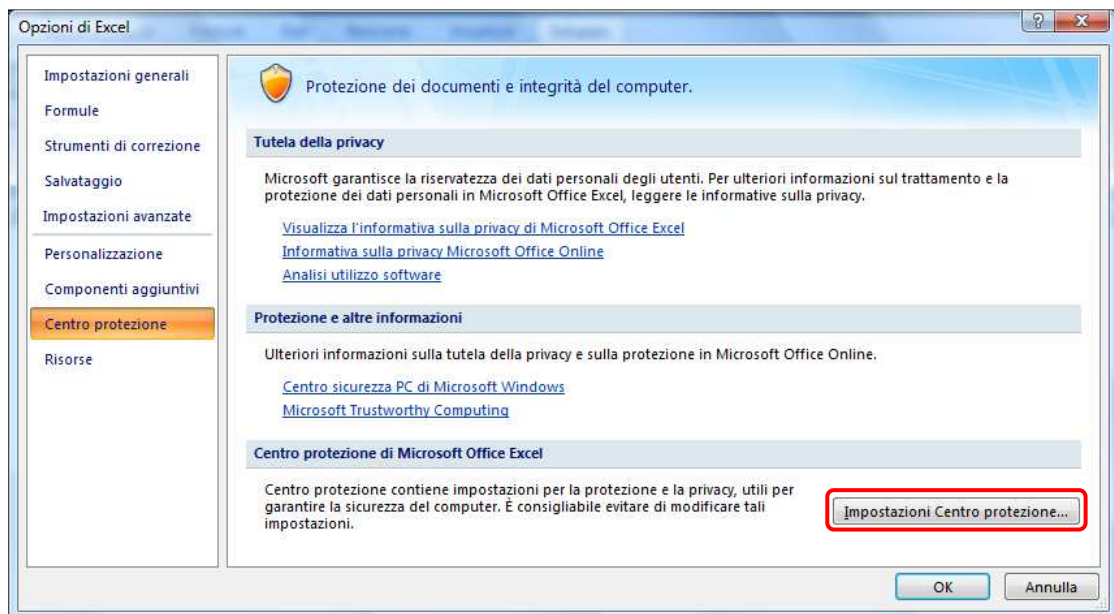 Opzioni di Excel
Impostazioni generali
Formule
Strumenti di correzione
Salvataggio
Impostazioni avanzate
Personalizzazione
Componenti aggiuntivi
Centro protezione
Risorse
Protezione dei documenti e integrità del computer.
Tutela della privacy
Microsoft garantisce la riservatezza dei dati personali degli utenti. Per ulteriori informazioni sul trattamento e la
protezione dei dati personali in Microsoft Office Excel, leggere le informative sulla privacy.
Visualizza l'informativa sulla privacy di Microsoft Office Excel
Informativa sulla privacy Microsoft Office Online
Analisi utilizzo software
Protezione e altre informazioni
Ulteriori informazioni sulla tutela della privacy e sulla protezione in Microsoft Office Online.
Centro sicurezza PC di Microsoft Windows
Microsoft Trustworthy Computing
Centro protezione di Microsoft Office Excel
Centro protezione contiene impostazioni per la protezione e la privacy, utili per
garantire la sicurezza del computer. È consigliabile evitare di modificare tali
impostazioni.
Impostazioni Centro protezione...
OK
Annulla